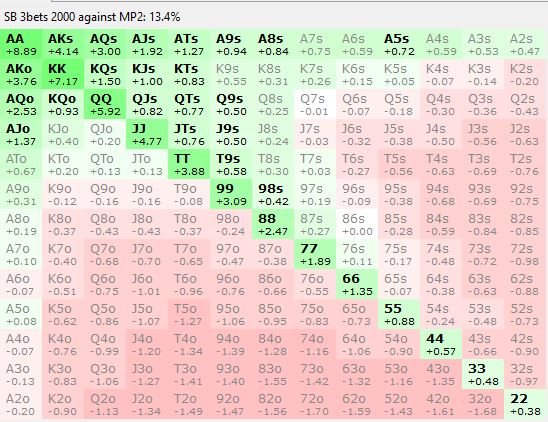 SB 3bets 2000 against MP2: 13.4%
AA AKs AQs AJs ATs A9s A8s A7s A6s A5s A4s A3s A2s
+8.89 +4.14 +3.00 +1.92 +1.27 +0.94 +0.84 +0.75 +0.59 +0.72 +0.59 +0.53 +0.47
AKo KK KQs KJs KTs K9s K8s K7s K6s K5s K4s K3s K2s
+3.76 +7.17 +1.50 +1.00 +0.83 +0.55 +0.31 +0.26 +0.15 +0.05 -0.07 -0.14 -0.20
AQo KQo QQ QJs QTs Q9s Q8s Q7s Q6s Q5s Q4s Q3s Q2s
+2.53 +0.93 +5.92 +0.82 +0.77 +0.50 +0.25 -0.01 -0.07 -0.18 -0.30 -0.36 -0.43
AJo KJo QJo JJ JTs J9s J8s J7s J6s J5s J4s J3s J2s
+1.37 +0.40 +0.20 +4.77 +0.76 +0.50 +0.24 -0.03 -0.32 -0.38 -0.50 -0.56 -0.63
ATo KTo QTo JTo TT T9s T8s T7s T6s T5s T4s T3s T2s
+0.67 +0.20 +0.13 +0.13 +3.88 +0.58 +0.30 +0.03 -0.27 -0.56 -0.63 -0.69 -0.76
A9o K9o Q9o J9o T9o 99 98s 97s 96s 95s 94s 93s 92s
+0.31 -0.12 -0.16 -0.16 -0.08 +3.09 +0.42 +0.19 -0.09 -0.38 -0.68 -0.69 -0.75
A8o K8o Q8o J8o T8o 98o 88 87s 86s 85s 84s 83s 82s
+0.19 -0.37 -0.43 -0.43 -0.37 -0.24 +2.47 +0.27 +0.00 -0.28 -0.59 -0.84 -0.85
A7o K7o Q7o J7o T7o 97o 87o 77 76s 75s 74s 73s 72s
+0.10 -0.40 -0.68 -0.70 -0.65 -0.47 -0.38 +1.89 +0.11 -0.17 -0.48 -0.72 -0.98
A6o K6o Q6o J6o T6o 96o 86o 76o 66 65s 64s 63s 62s
-0.07 -0.51 -0.75 -1.01 -0.96 -0.76 -0.66 -0.55 +1.35 -0.07 -0.38 -0.63 -0.88
A5o K5o Q5o J5o T5o 95o 85o 75o 65o 55 54s 53s 52s
+0.08 -0.62 -0.86 -1.07 -1.27 -1.06 -0.95 -0.83 -0.73 +0.88 -0.24 -0.48 -0.73
A4o K4o Q4o J4o T4o 94o 84o 74o 64o 54o 44 43s 42s
-0.07 -0.76 -0.99 -1.20 -1.34 -1.39 -1.28 -1.16 -1.06 -0.90 +0.57 -0.66 -0.90
A3o K3o Q3o J3o T3o 93o 83o 73o 63o 53o 43o 33 32s
-0.13 -0.83 -1.06 -1.27 -1.41 -1.40 -1.55 -1.42 -1.32 -1.16 -1.35 +0.48 -0.97
A2o K2o Q2o J2o T2o 92o 82o 72o 62o 52o 42o 32o 22
-0.20 -0.90 -1.13 -1.34 -1.49 -1.47 -1.56 -1.70 -1.59 -1.43 -1.61 -1.68 +0.38